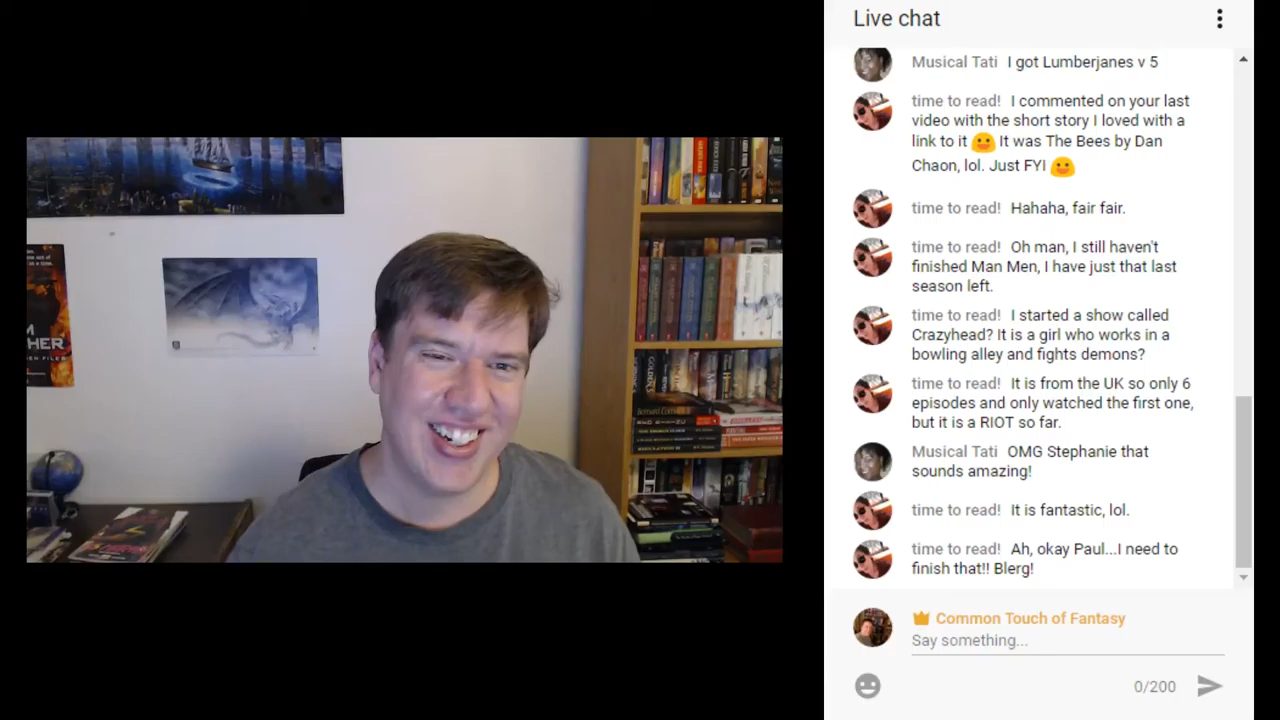 Live chat
Musical Tati I got Lumberjanes v 5
time to read! I commented on your last
video with the short story I loved with a
link to it 😀 It was The Bees by Dan
Chaon, lol. Just FYI 😀
time to read! Hahaha, fair fair.
time to read! Oh man, I still haven't
finished Man Men, I have just that last
season left.
time to read! I started a show called
Crazyhead? It is a girl who works in a
bowling alley and fights demons?
time to read! It is from the UK so only 6
episodes and only watched the first one,
but it is a RIOT so far.
Musical Tati OMG Stephanie that
sounds amazing!
time to read! It is fantastic, lol.
time to read! Ah, okay Paul...I need to
finish that!! Blerg!
Common Touch of Fantasy
Say something...
0/200